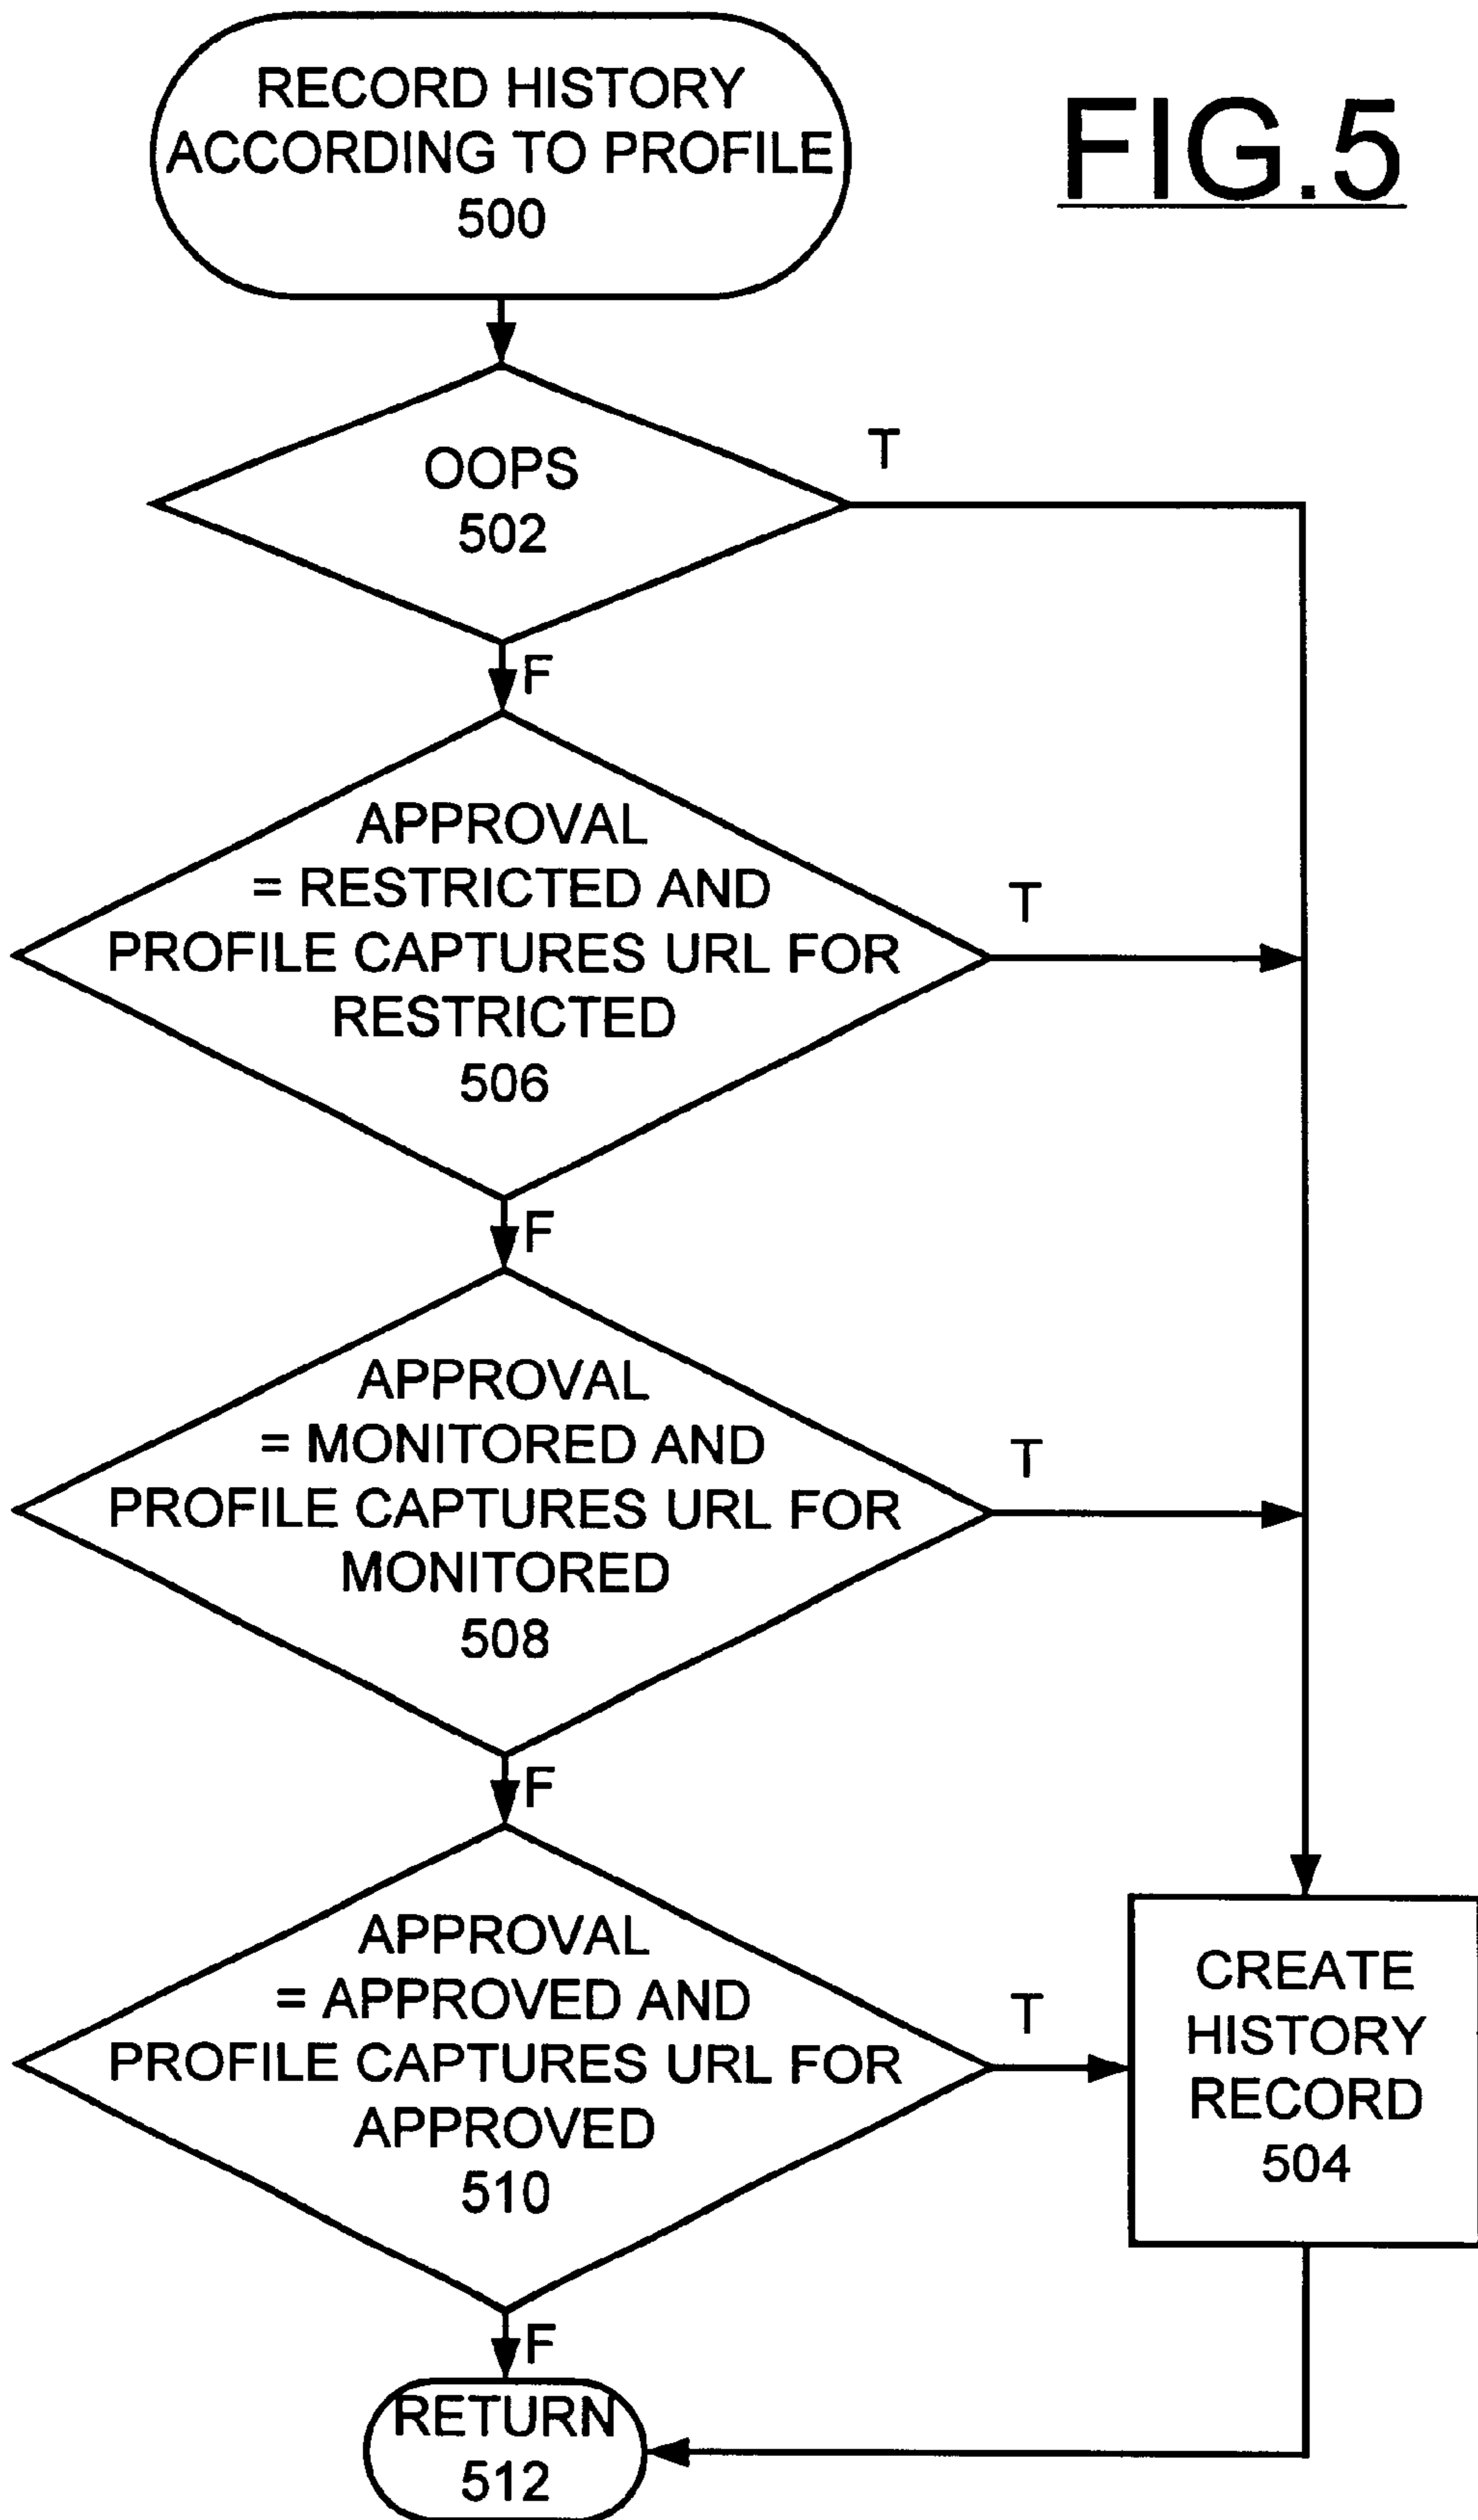 RECORD HISTORY
ACCORDING TO PROFILE
500
FIG.5
OOPS
502
T
F
APPROVAL
= RESTRICTED AND
PROFILE CAPTURES URL FOR
RESTRICTED
506
T
F
APPROVAL
= MONITORED AND
PROFILE CAPTURES URL FOR
MONITORED
508
T
F
APPROVAL
= APPROVED AND
PROFILE CAPTURES URL FOR
APPROVED
510
T
CREATE
HISTORY
RECORD
504
F
RETURN
512